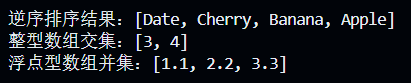 逆序排序结果：[Date, Cherry, Banana, Apple]
整型数组交集：[3, 4]
浮点型数组并集：[1.1, 2.2, 3.3]